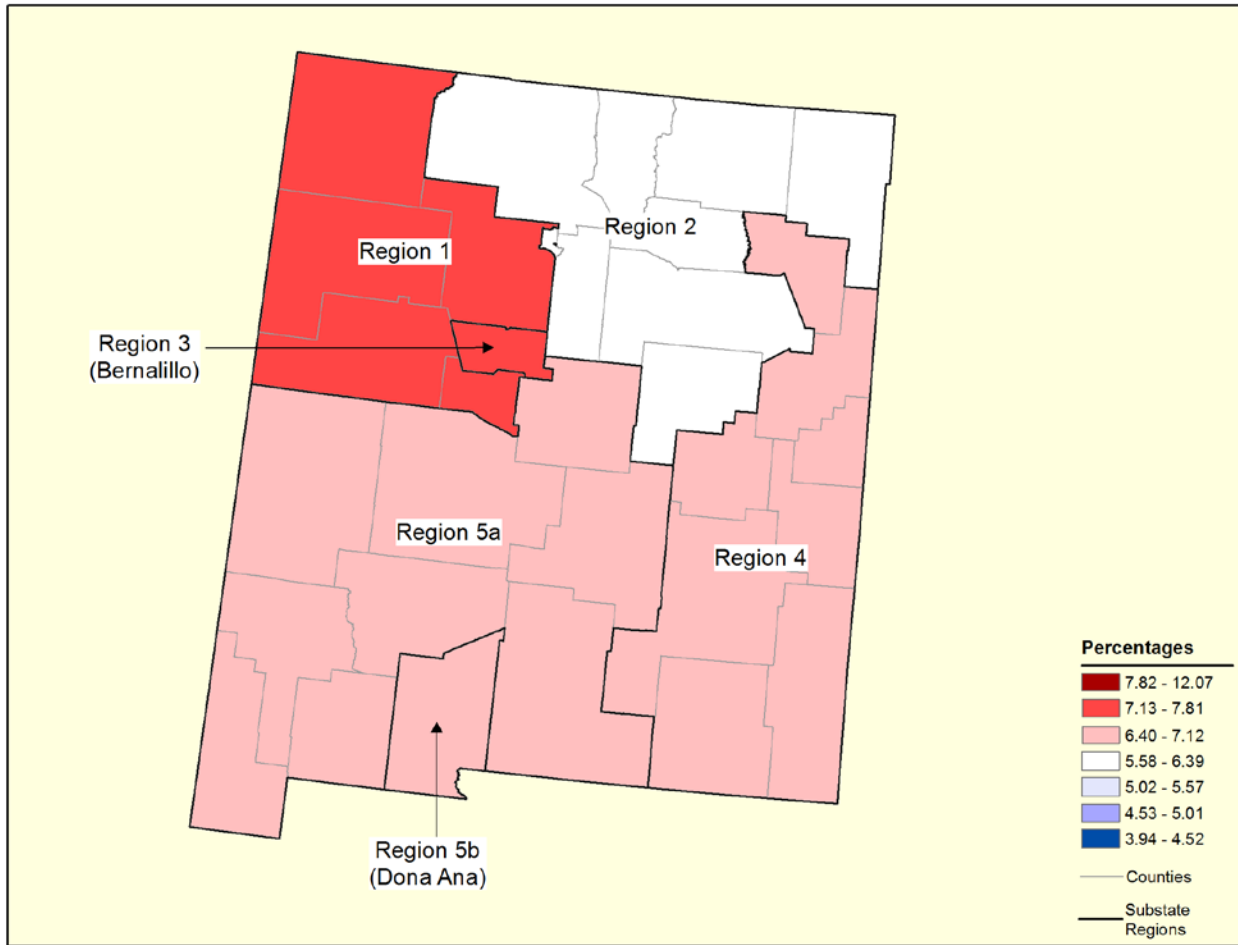 Region 2
Region 1
Region 3
(Bernalillo)
Region 5a
Region 4
Region 5b
(Dona Ana)
Percentages
7.82 - 12.07
7.13 - 7.81
6.40 - 7.12
5.58 - 6.39
5.02 - 5.57
4.53 - 5.01
3.94 - 4.52
Counties
Substate
Regions